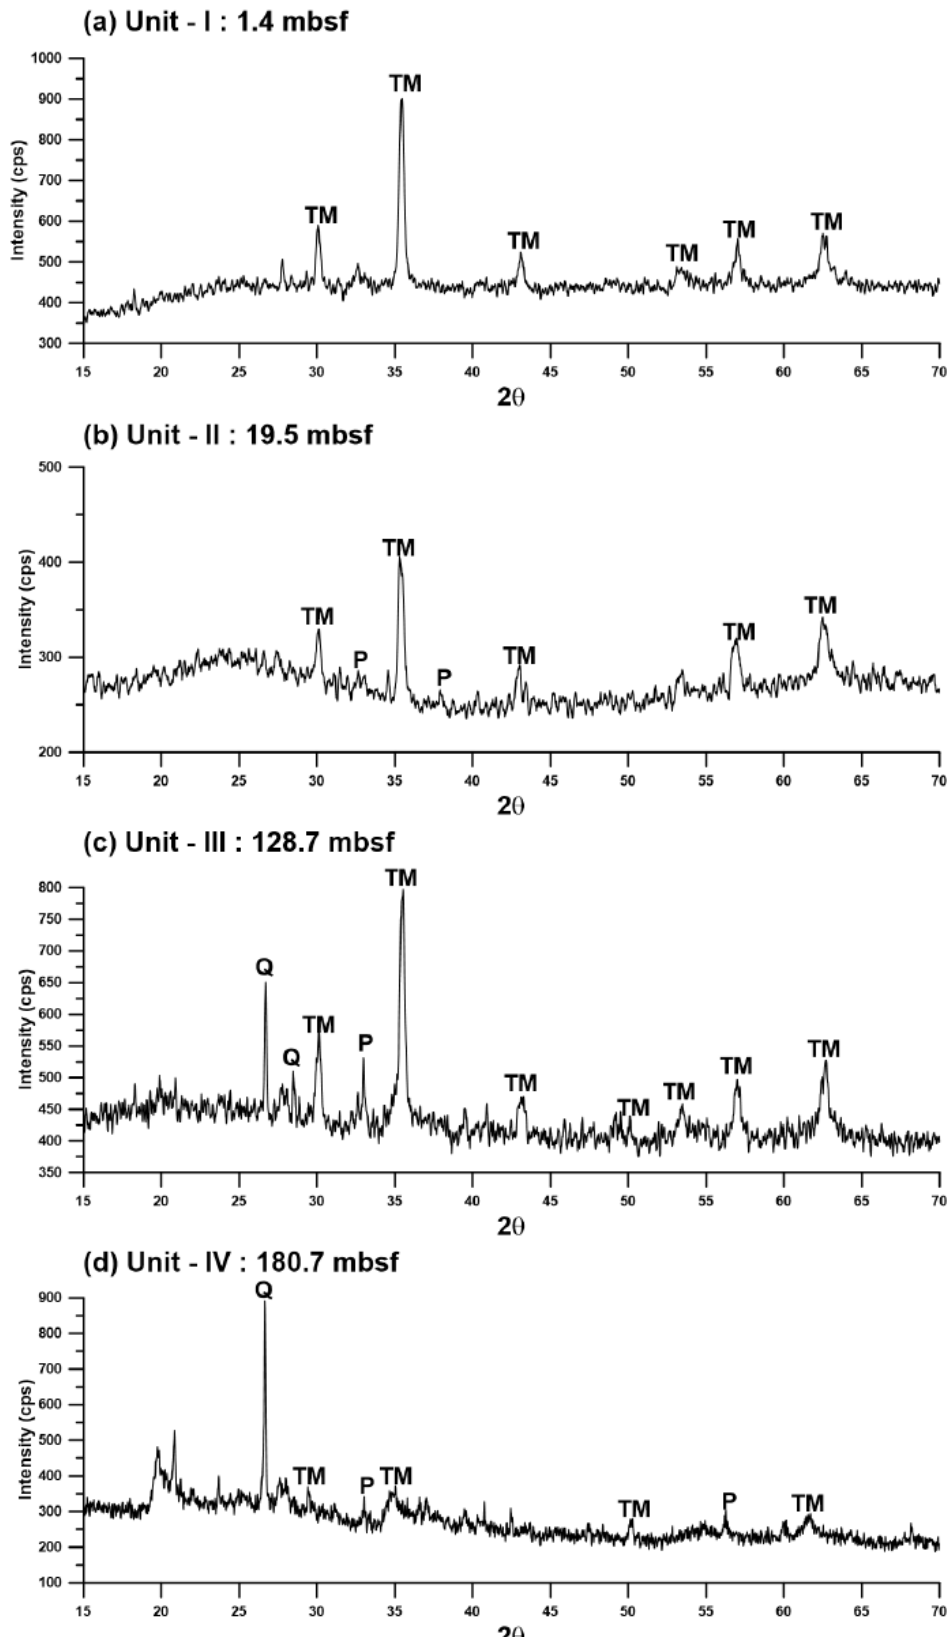 (a) Unit - I : 1.4 mbsf
1000
900
800
700
600
500
400
300
Intensity (cps)
TM
TM
TM
TM
TM
TM
15 20 25 30 35 40 45 50 55 60 65 70
2θ
(b) Unit - II : 19.5 mbsf
500
400
300
200
Intensity (cps)
TM
P
TM
P
TM
TM
TM
15 20 25 30 35 40 45 50 55 60 65 70
2θ
(c) Unit - III : 128.7 mbsf
800
750
700
650
600
550
500
450
400
350
Intensity (cps)
Q
Q
TM
P
TM
TM
TM
TM
TM
TM
15 20 25 30 35 40 45 50 55 60 65 70
2θ
(d) Unit - IV : 180.7 mbsf
900
800
700
600
500
400
300
200
100
Intensity (cps)
Q
TM
P
TM
TM
P
TM
15 20 25 30 35 40 45 50 55 60 65 70
2θ